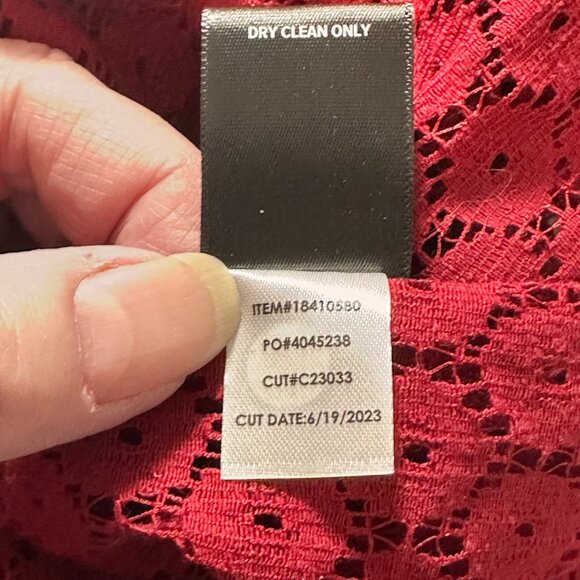 DRY CLEAN ONLY
ITEM#18410580
PO#4045238
CUT#C23033
CUT DATE:6/19/2023